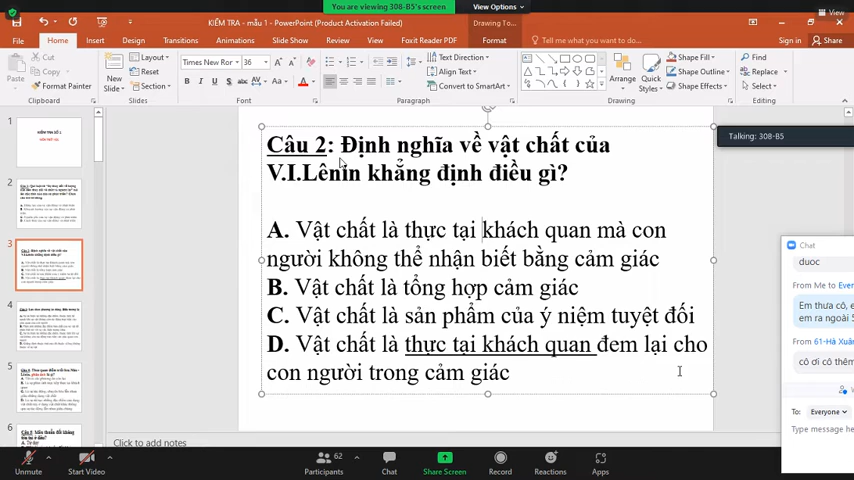 You are viewing 308-B5's screen
View Options
View
KIỂM TRA - mẫu 1 - PowerPoint (Product Activation Failed)
Drawing To...
File
Home
Insert
Design
Transitions
Animations
Slide Show
Review
View
Foxit Reader PDF
Format
Tell me what you want to do...
Sign in
Share
Paste
Cut
Copy
Format Painter
Clipboard
New Slide
Layout
Reset
Section
Slides
Times New Ror
36
Font
Paragraph
Text Direction
Align Text
Convert to SmartArt
Arrange
Quick Styles
Shape Fill
Shape Outline
Shape Effects
Drawing
Find
Replace
Select
Editing
Talking: 308-B5
1
2
3
4
5
6
Câu 2: Định nghĩa về vật chất của
V.I.Lênin khẳng định điều gì?
A. Vật chất là thực tại khách quan mà con
người không thể nhận biết bằng cảm giác
B. Vật chất là tổng hợp cảm giác
C. Vật chất là sản phẩm của ý niệm tuyệt đối
D. Vật chất là thực tại khách quan đem lại cho
con người trong cảm giác
Click to add notes
Chat
duoc
From Me to Ever
Em thưa cô, e
em ra ngoài 5
From 61-Hà Xuân
cô ơi cô thêm
To: Everyone
Type message here
Unmute
Start Video
62
Participants
Chat
Share Screen
Record
Reactions
Apps